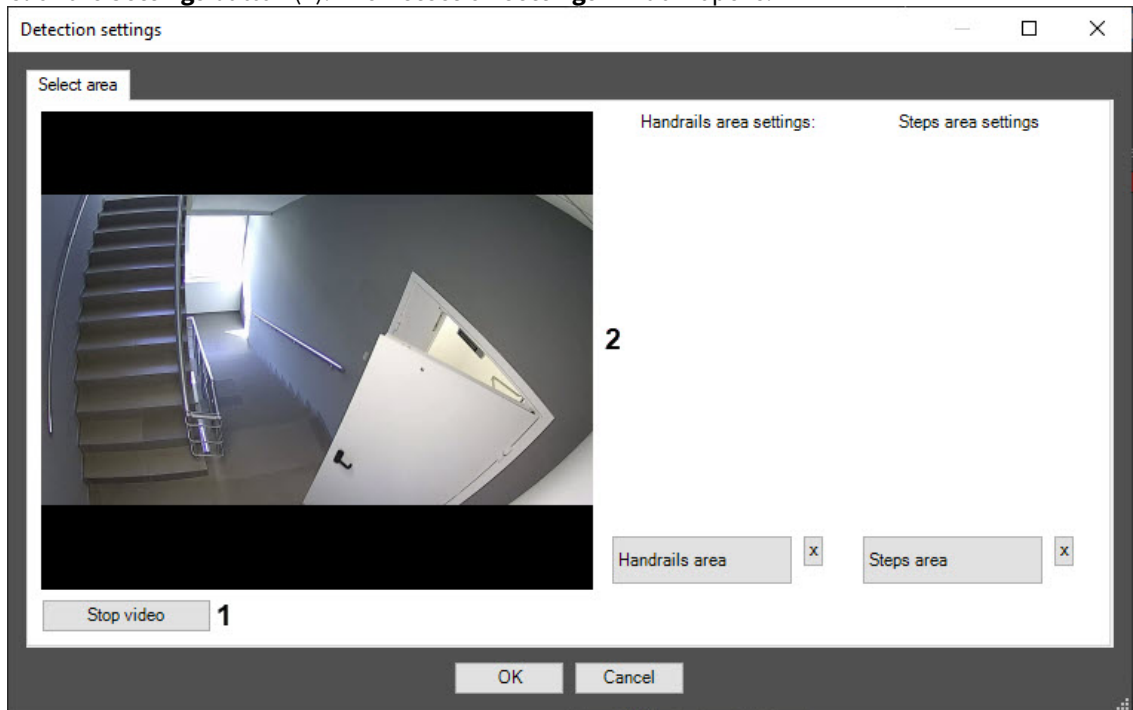 Detection settings
Select area
Handrails area settings:
Steps area settings
2
Handrails area
x
Steps area
x
Stop video
1
OK
Cancel